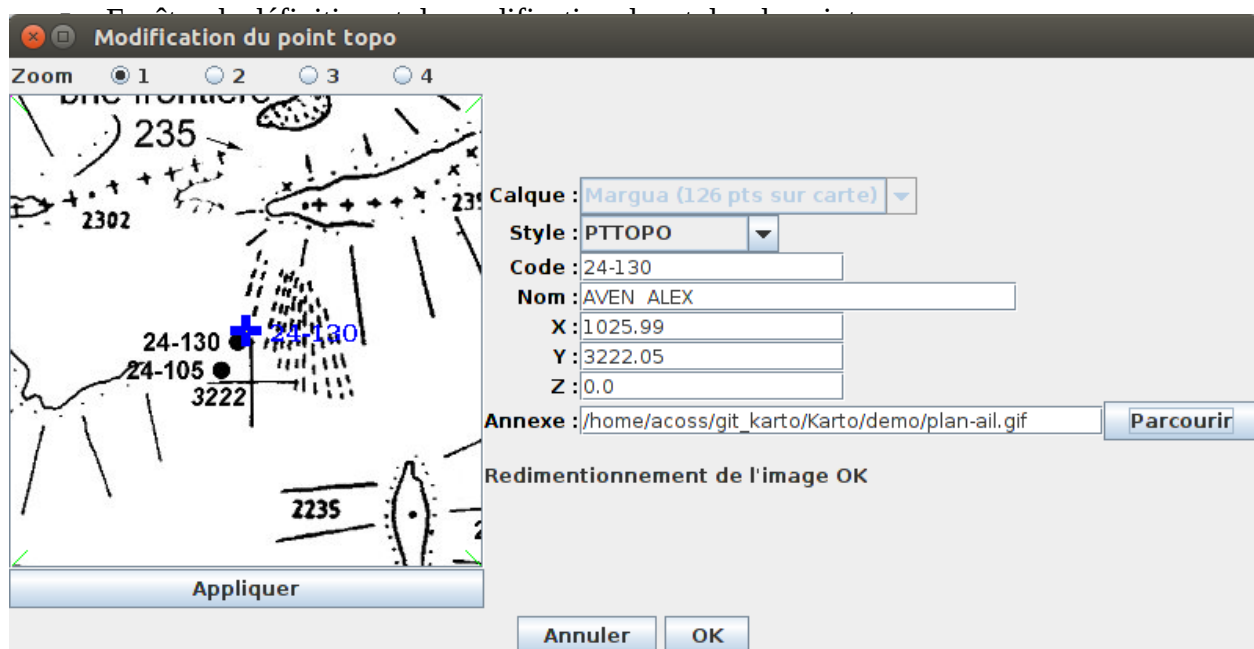 Modification du point topo
Zoom 1 2 3 4
235
2302
Calque : Margua (126 pts sur carte)
Style : PTTOPO
Code : 24-130
Nom : AVEN ALEX
X : 1025.99
Y : 3222.05
Z : 0.0
24-130 24-130
24-105
3222
Annexe : /home/acoss/git_karto/Karto/demo/plan-ail.gif Parcourir
Redimentionnement de l'image OK
2235
Appliquer
Annuler OK